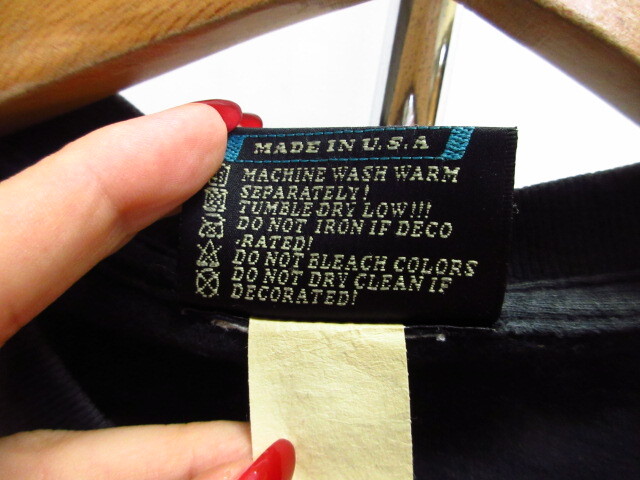 MADE IN U.S.A
MACHINE WASH WARM
SEPARATELY!
TUMBLE DRY LOW!!!
DO NOT IRON IF DECO
-RATED!
DO NOT BLEACH COLORS
DO NOT DRY CLEAN IF
DECORATED!